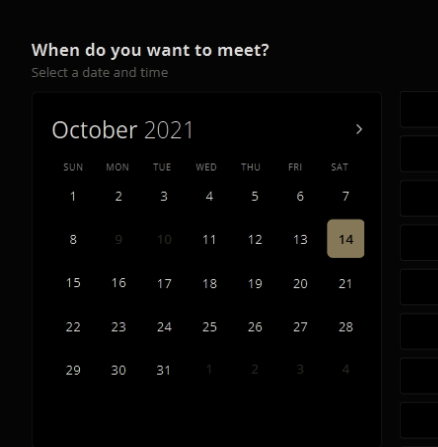 When do you want to meet?
Select a date and time
October 2021
SUN MON TUE WED THU FRI SAT
1 2 3 4 5 6 7
8 9 10 11 12 13 14
15 16 17 18 19 20 21
22 23 24 25 26 27 28
29 30 31 1 2 3 4